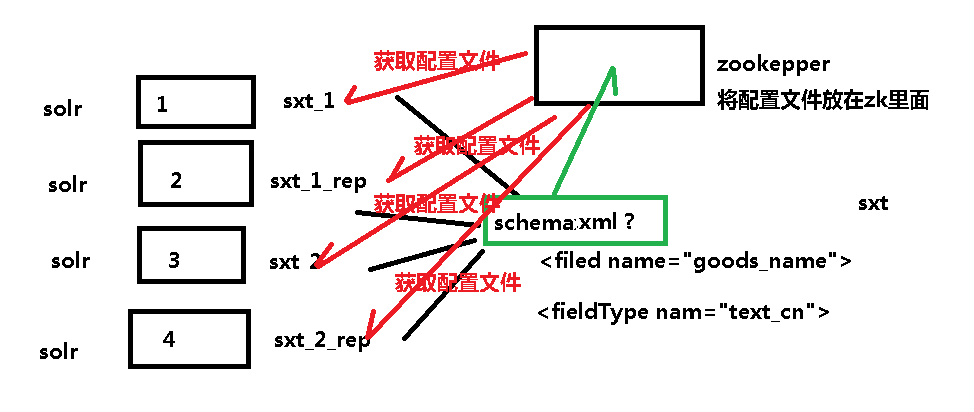 获取配置文件
zookepper
将配置文件放在zk里面
solr
1
sxt_1
获取配置文件
solr
2
sxt_1_rep
获取配置文件
sxt
schema.xml ?
solr
3
sxt_2
<filed name="goods_name">
获取配置文件
<fieldType nam="text_cn">
solr
4
sxt_2_rep